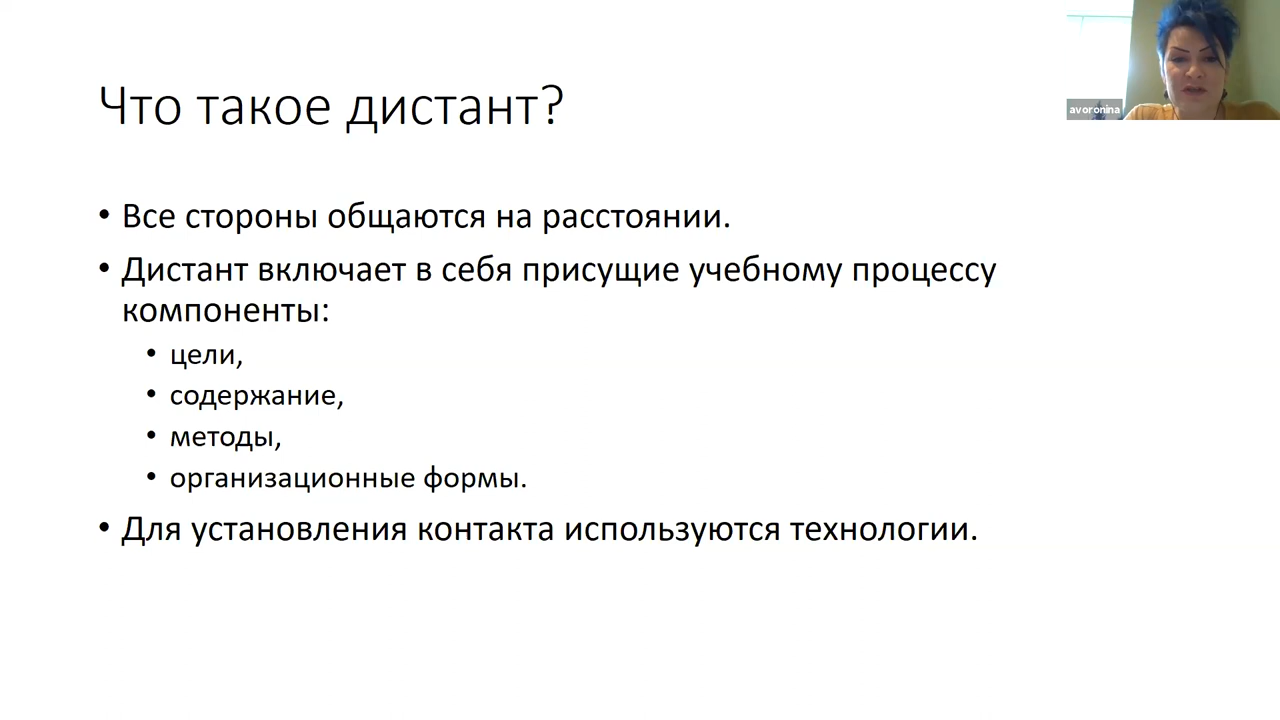 Что такое дистант?
avoronina
• Все стороны общаются на расстоянии.
• Дистант включает в себя присущие учебному процессу
компоненты:
• цели,
• содержание,
• методы,
• организационные формы.
• Для установления контакта используются технологии.